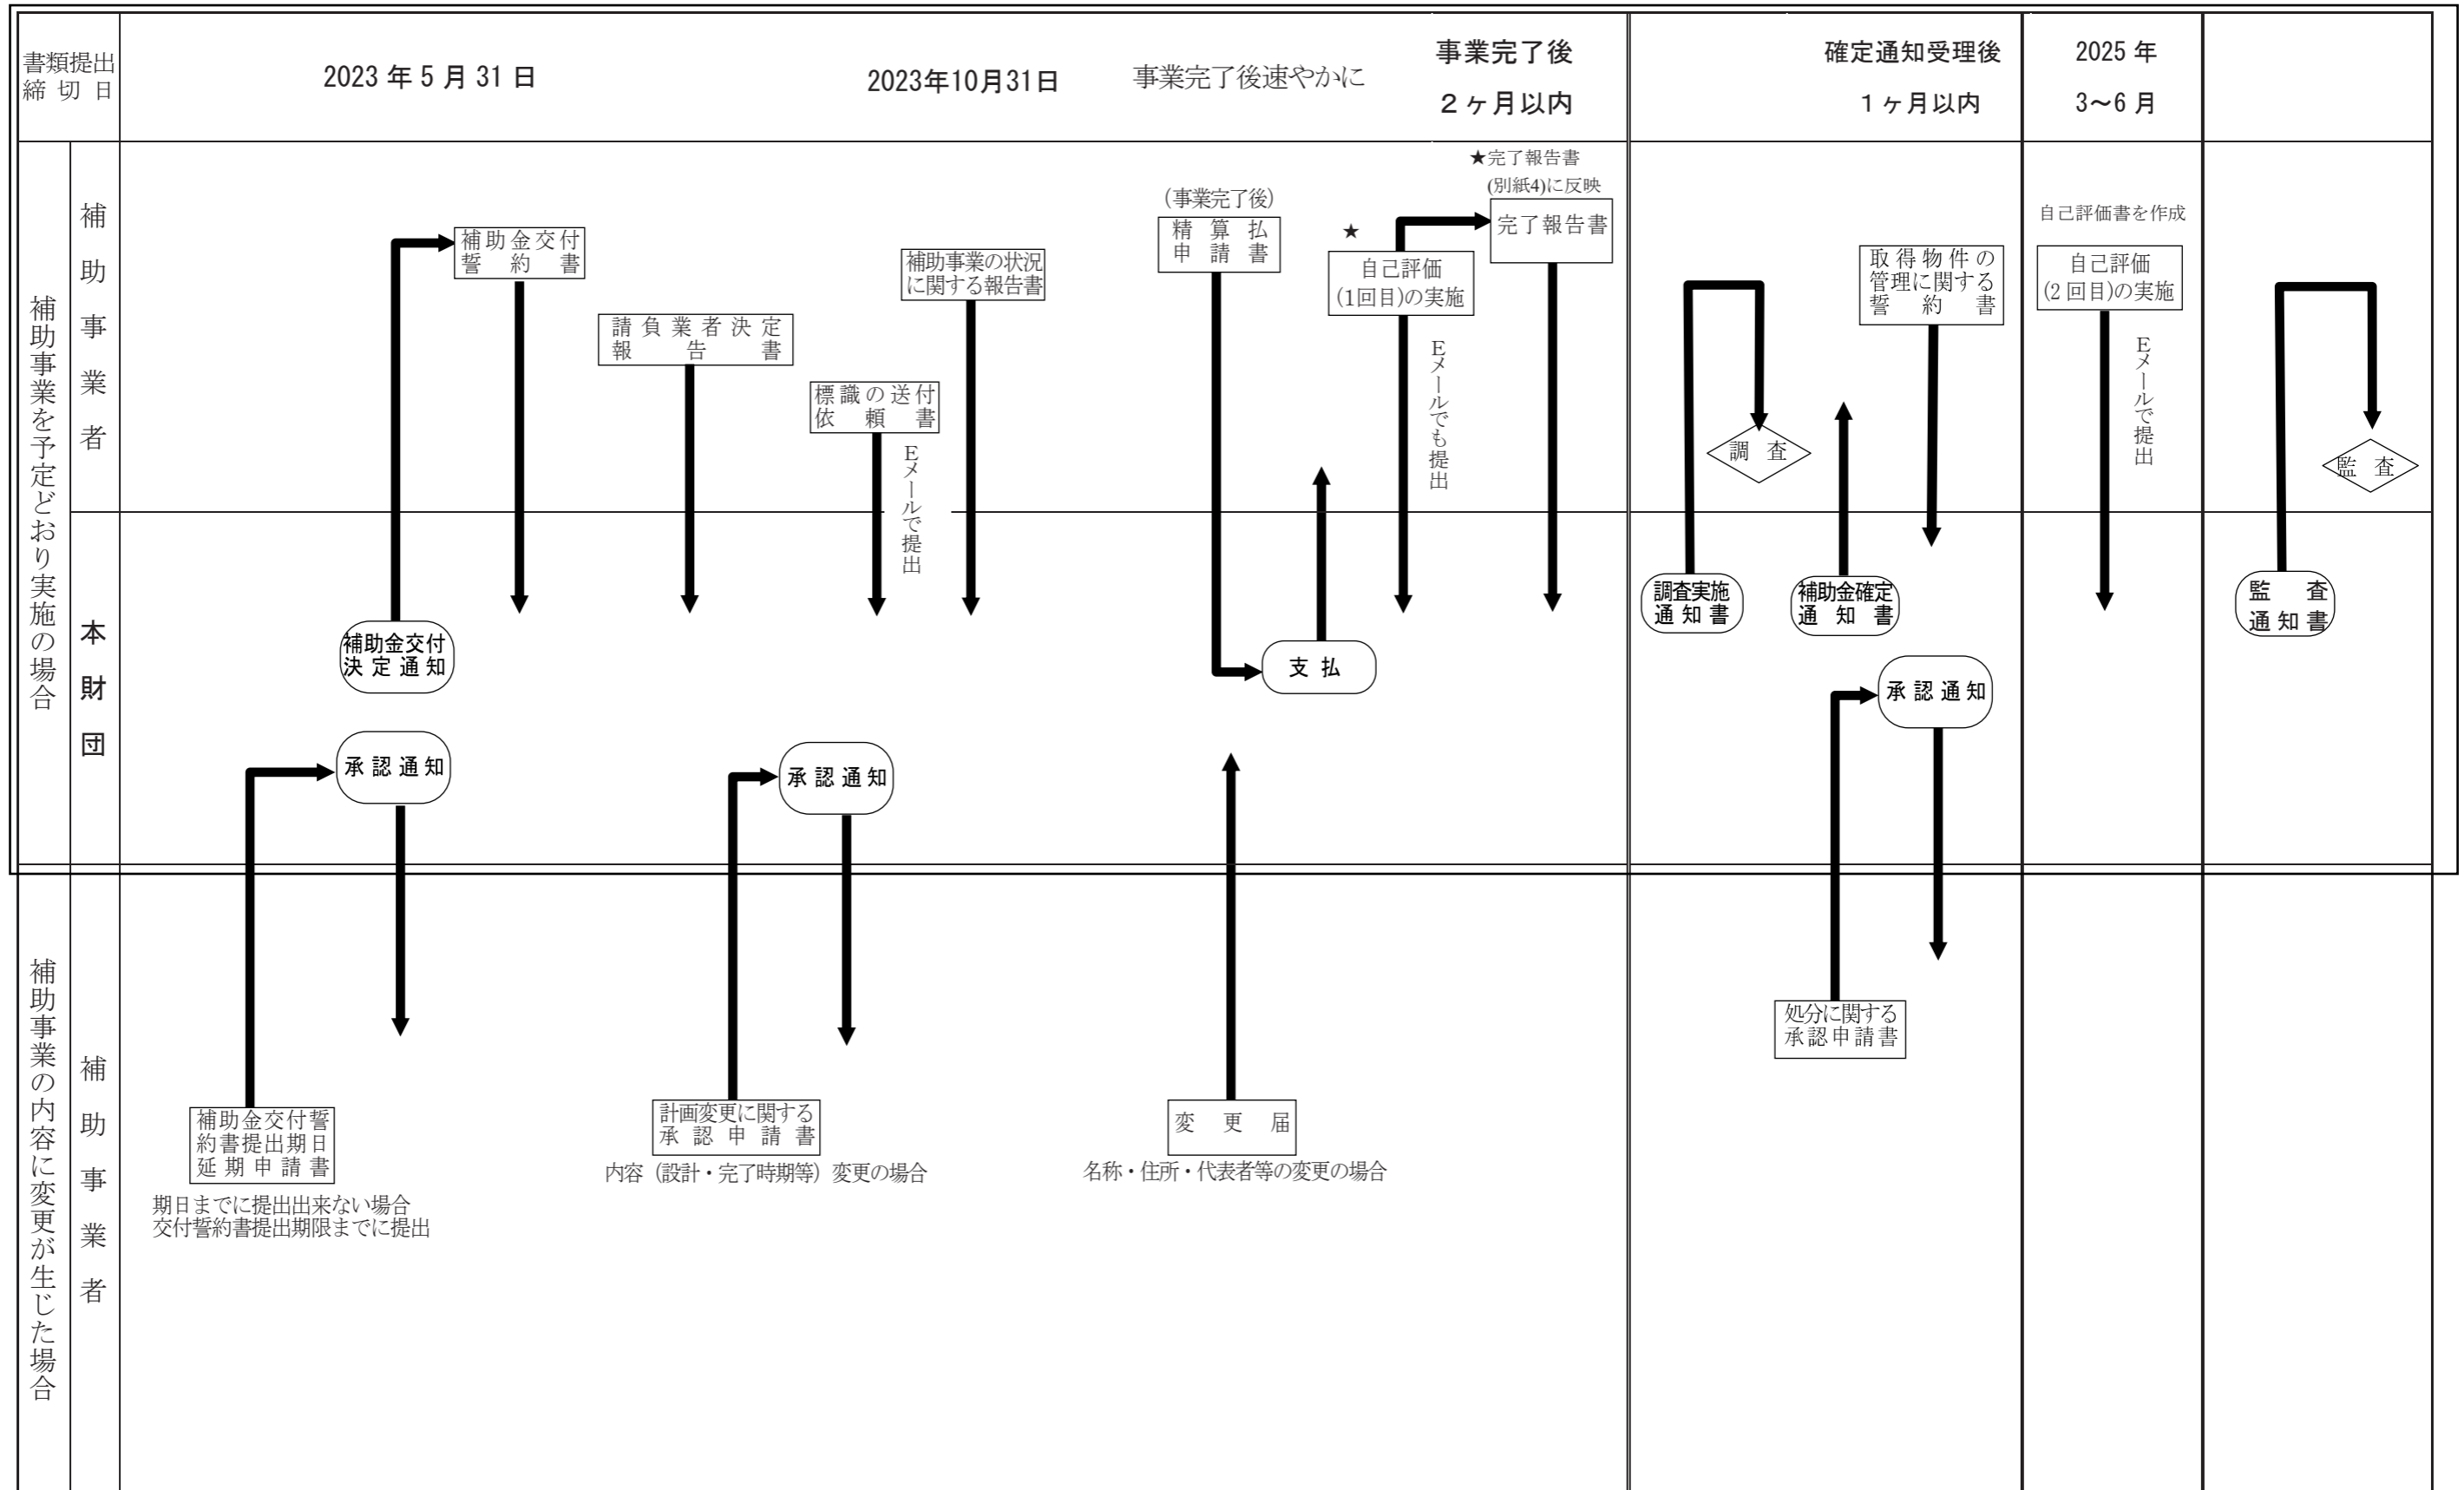 書類提出
締切日
2023年5月31日
2023年10月31日
事業完了後速やかに
事業完了後
２ヶ月以内
確定通知受理後
１ヶ月以内
2025年
3～6月
補助事業を予定どおり実施の場合
補助事業者
補助金交付
誓約書
請負業者決定
報告書
標識の送付
依頼書
Eメールで提出
補助事業の状況
に関する報告書
（事業完了後）
精算払
申請書
★
自己評価
(1回目)の実施
Eメールでも提出
★完了報告書
(別紙4)に反映
完了報告書
調査
取得物件の
管理に関する
誓約書
自己評価書を作成
自己評価
(2回目)の実施
Eメールで提出
監査
本財団
補助金交付
決定通知
支払
調査実施
通知書
補助金確定
通知書
監査
通知書
承認通知
承認通知
承認通知
補助事業の内容に変更が生じた場合
補助事業者
補助金交付誓
約書提出期日
延期申請書
期日までに提出出来ない場合
交付誓約書提出期限までに提出
計画変更に関する
承認申請書
内容（設計・完了時期等）変更の場合
変更届
名称・住所・代表者等の変更の場合
処分に関する
承認申請書